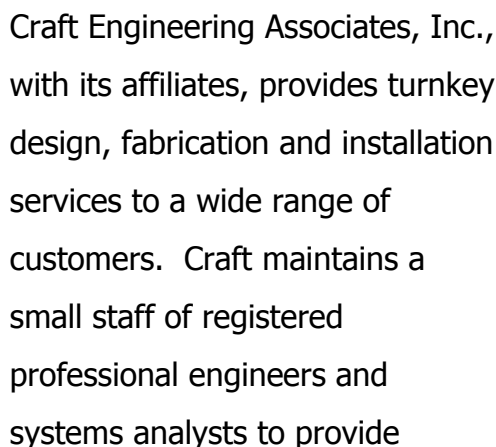 Craft Engineering Associates, Inc.,
with its affiliates, provides turnkey
design, fabrication and installation
services to a wide range of
customers.  Craft maintains a
small staff of registered
professional engineers and
systems analysts to provide